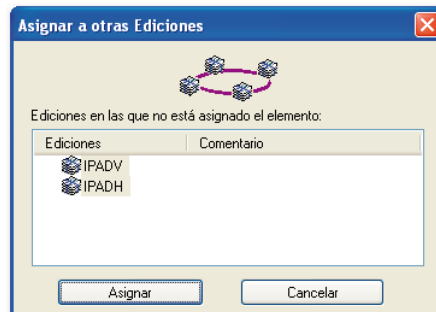 Asignar a otras Ediciones
Ediciones en las que no está asignado el elemento:
Ediciones Comentario
IPADV
IPADH
Asignar Cancelar